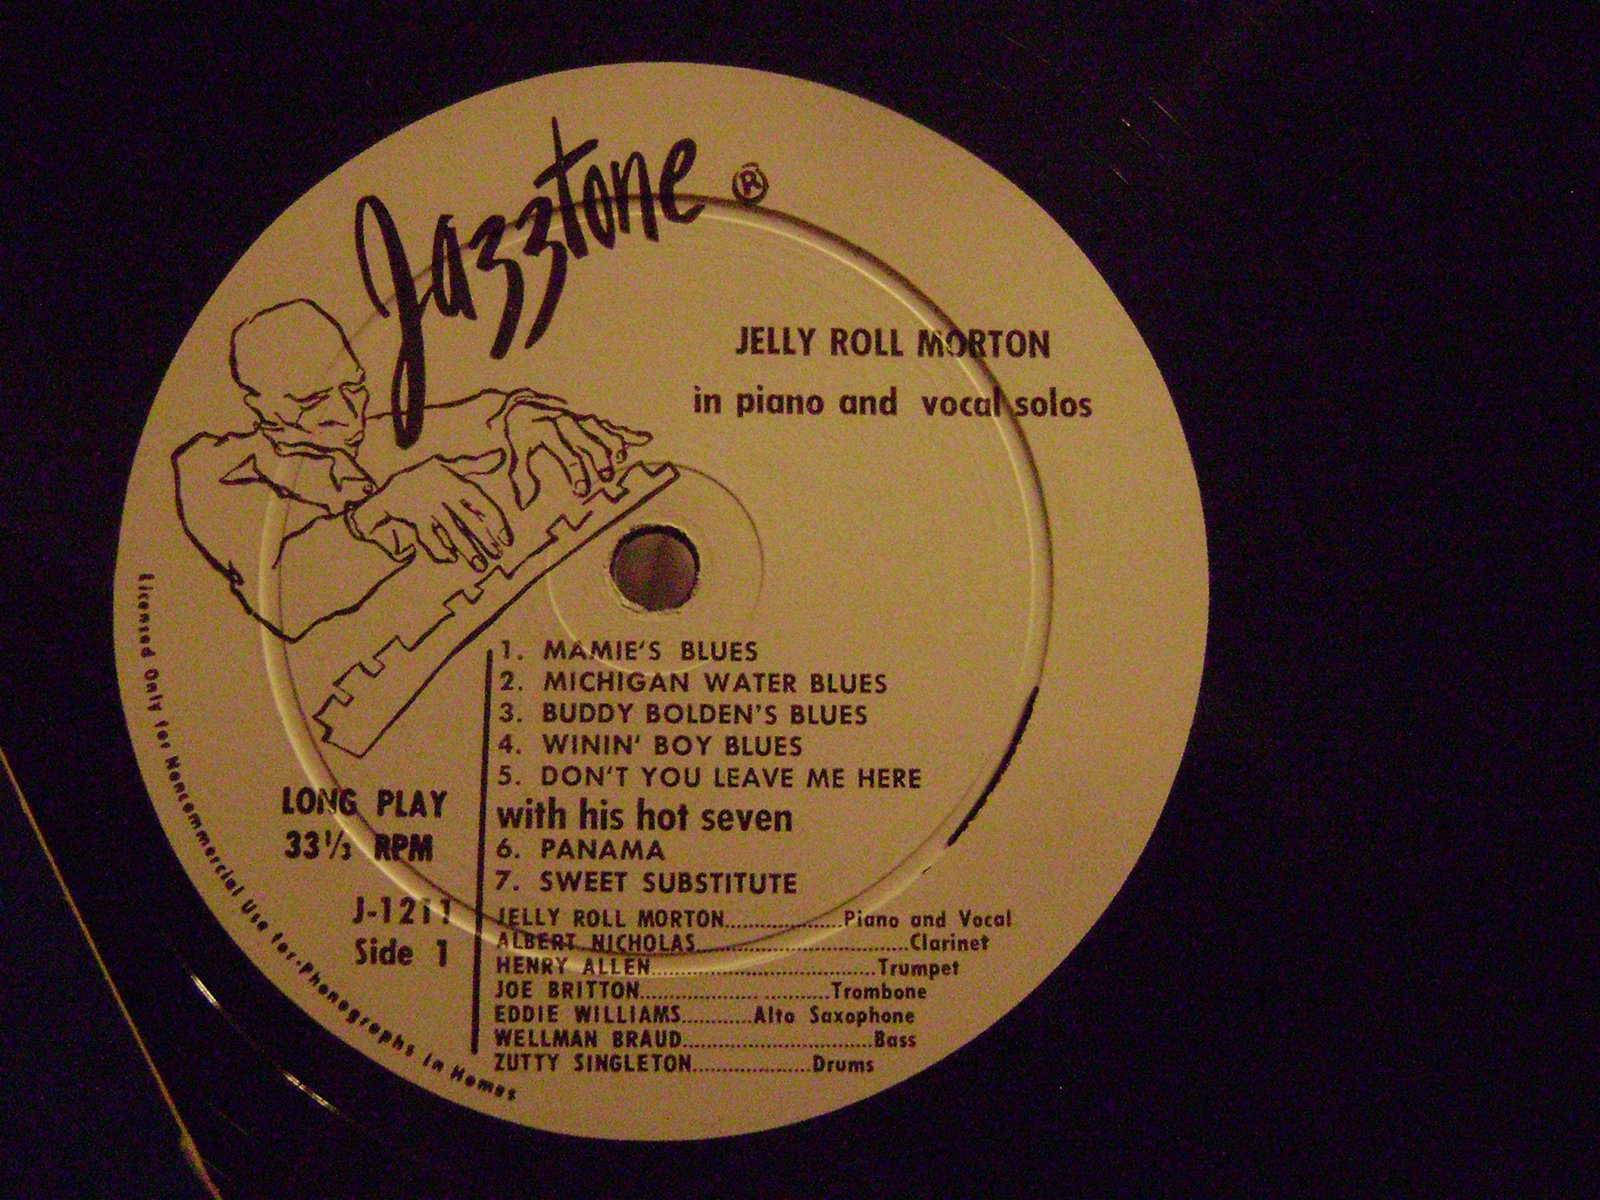 Jazztone ®
JELLY ROLL MORTON
in piano and vocal solos
1. MAMIE'S BLUES
2. MICHIGAN WATER BLUES
3. BUDDY BOLDEN'S BLUES
4. WININ' BOY BLUES
5. DON'T YOU LEAVE ME HERE
with his hot seven
6. PANAMA
7. SWEET SUBSTITUTE
JELLY ROLL MORTON..................Piano and Vocal
ALBERT NICHOLAS................................Clarinet
HENRY ALLEN..................................Trumpet
JOE BRITTON.................. ..........Trombone
EDDIE WILLIAMS...........Alto Saxophone
WELLMAN BRAUD.............................Bass
ZUTTY SINGLETON..................Drums
LONG PLAY
33 1/3 RPM
J-1211
Side 1
Licensed Only for Noncommercial Use for-Phonographs in Homes